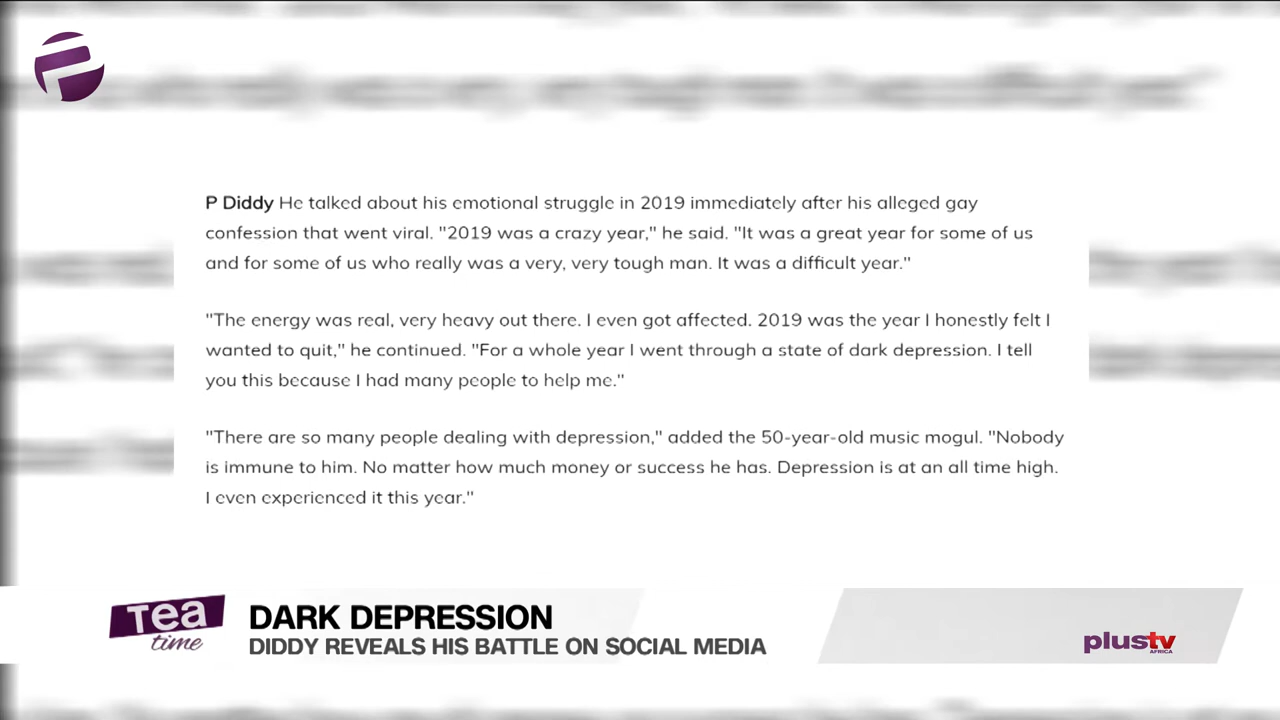 P Diddy He talked about his emotional struggle in 2019 immediately after his alleged gay
confession that went viral. "2019 was a crazy year," he said. "It was a great year for some of us
and for some of us who really was a very, very tough man. It was a difficult year."
"The energy was real, very heavy out there. I even got affected. 2019 was the year I honestly felt I
wanted to quit," he continued. "For a whole year I went through a state of dark depression. I tell
you this because I had many people to help me."
"There are so many people dealing with depression," added the 50-year-old music mogul. "Nobody
is immune to him. No matter how much money or success he has. Depression is at an all time high.
I even experienced it this year."
Tea
time
DARK DEPRESSION
DIDDY REVEALS HIS BATTLE ON SOCIAL MEDIA
plustv
AFRICA